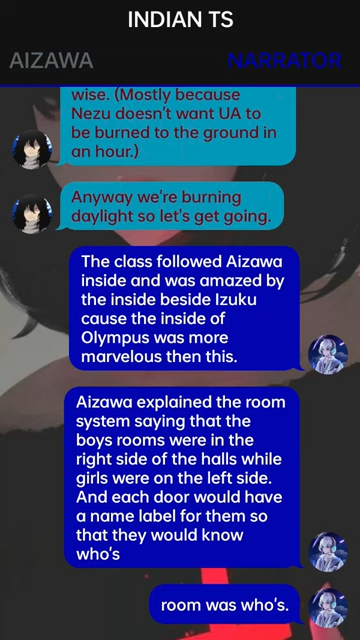 INDIAN TS
AIZAWA
NARRATOR
wise. (Mostly because
Nezu doesn't want UA to
be burned to the ground in
an hour.)
Anyway we're burning
daylight so let's get going.
The class followed Aizawa
inside and was amazed by
the inside beside Izuku
cause the inside of
Olympus was more
marvelous then this.
Aizawa explained the room
system saying that the
boys rooms were in the
right side of the halls while
girls were on the left side.
And each door would have
a name label for them so
that they would know
who's
room was who's.